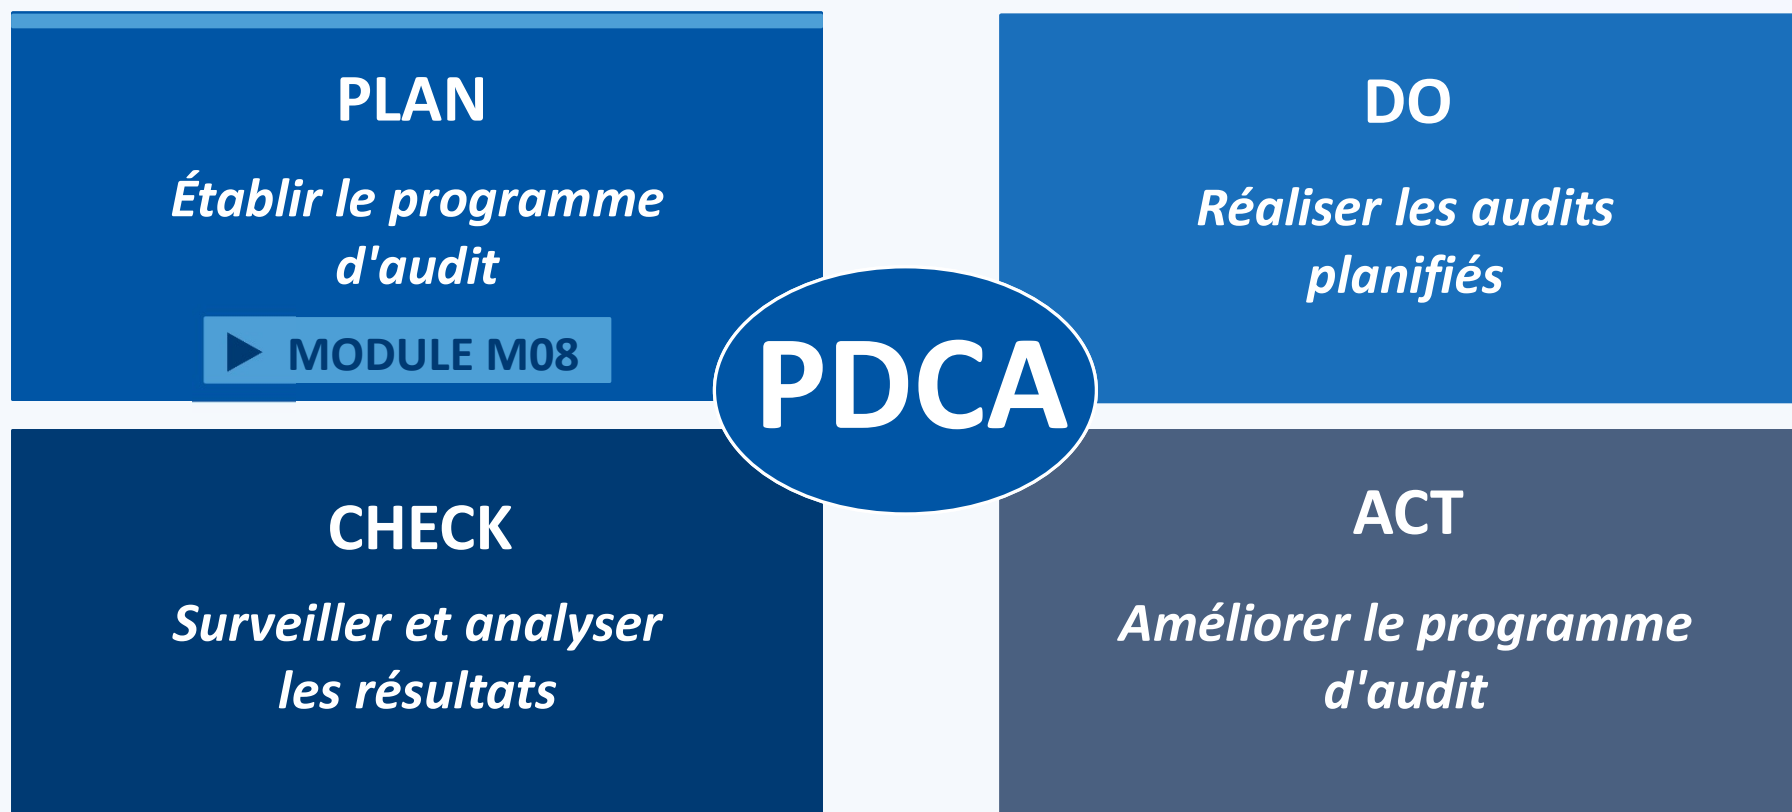 PLAN
Établir le programme
d'audit
▶ MODULE M08
DO
Réaliser les audits
planifiés
PDCA
CHECK
Surveiller et analyser
les résultats
ACT
Améliorer le programme
d'audit